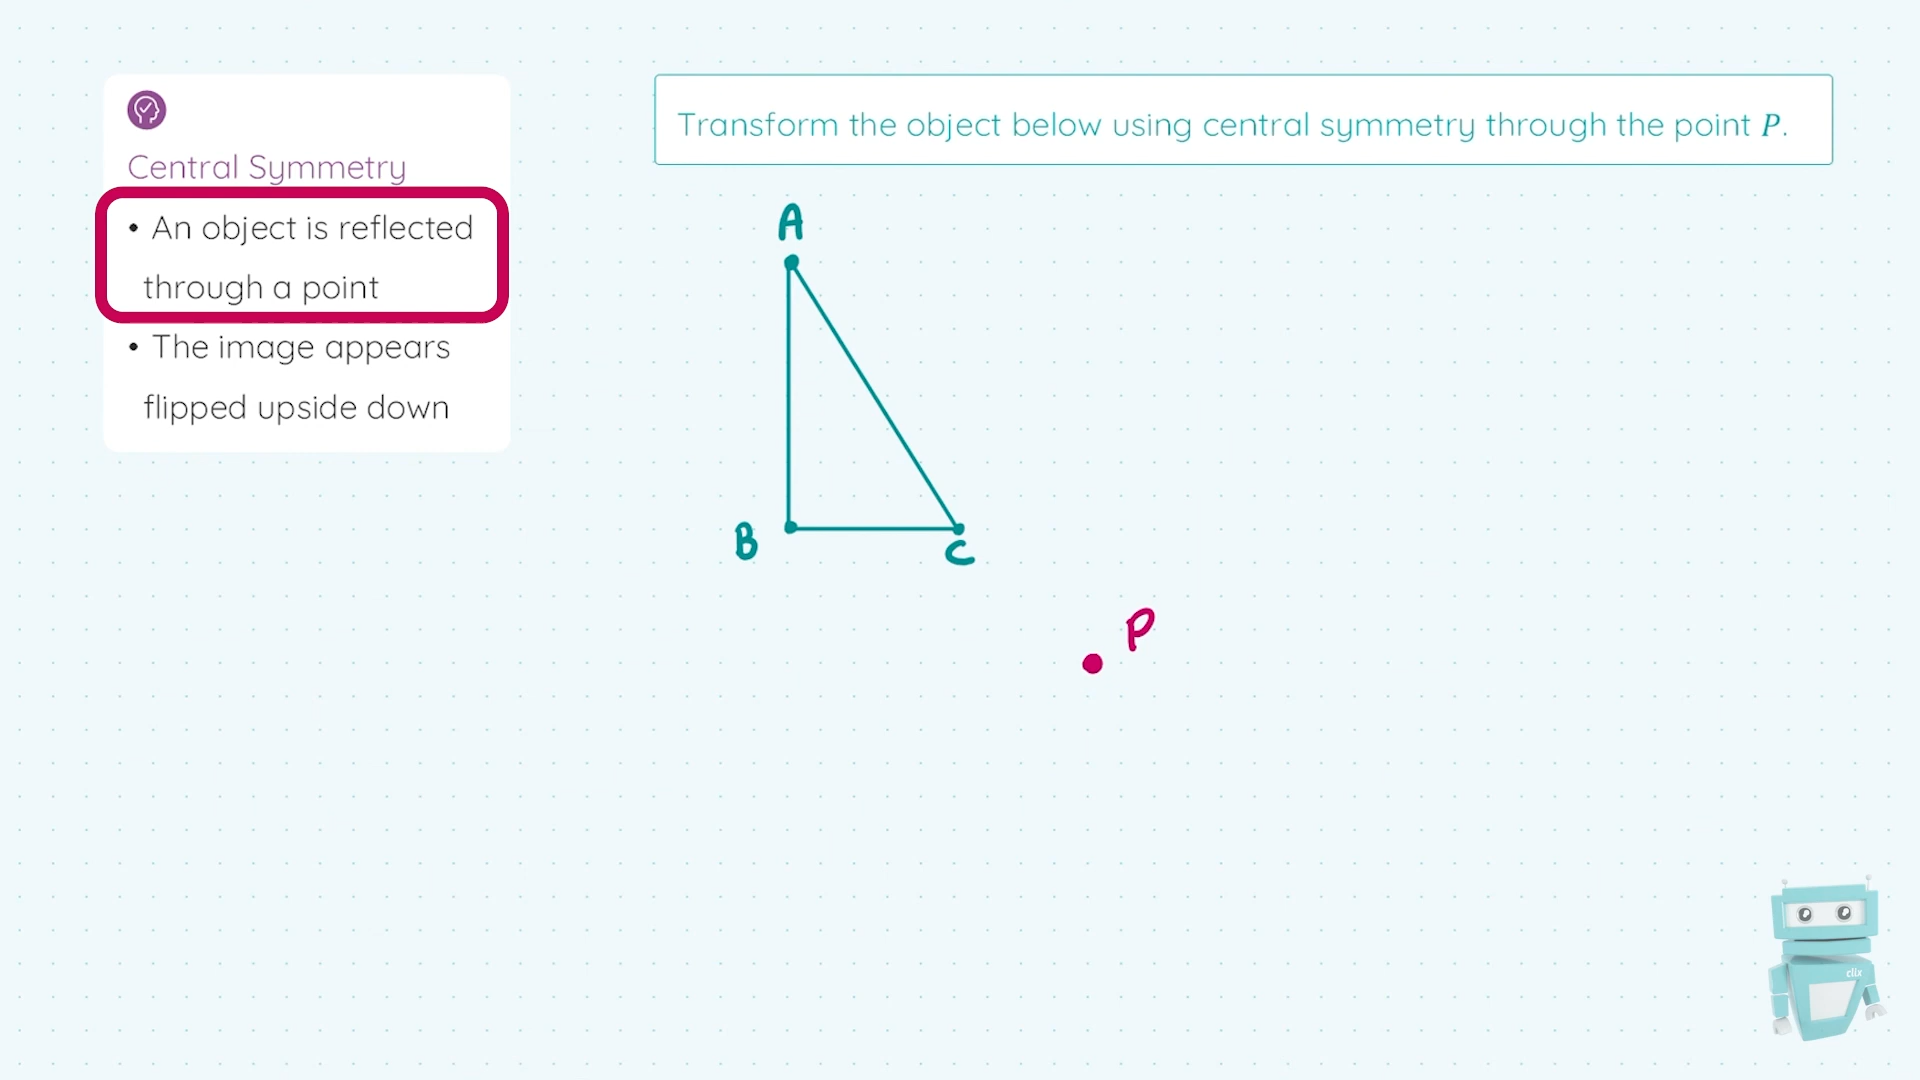 Central Symmetry
• An object is reflected
through a point
• The image appears
flipped upside down
Transform the object below using central symmetry through the point P.
A
B
C
P
clix